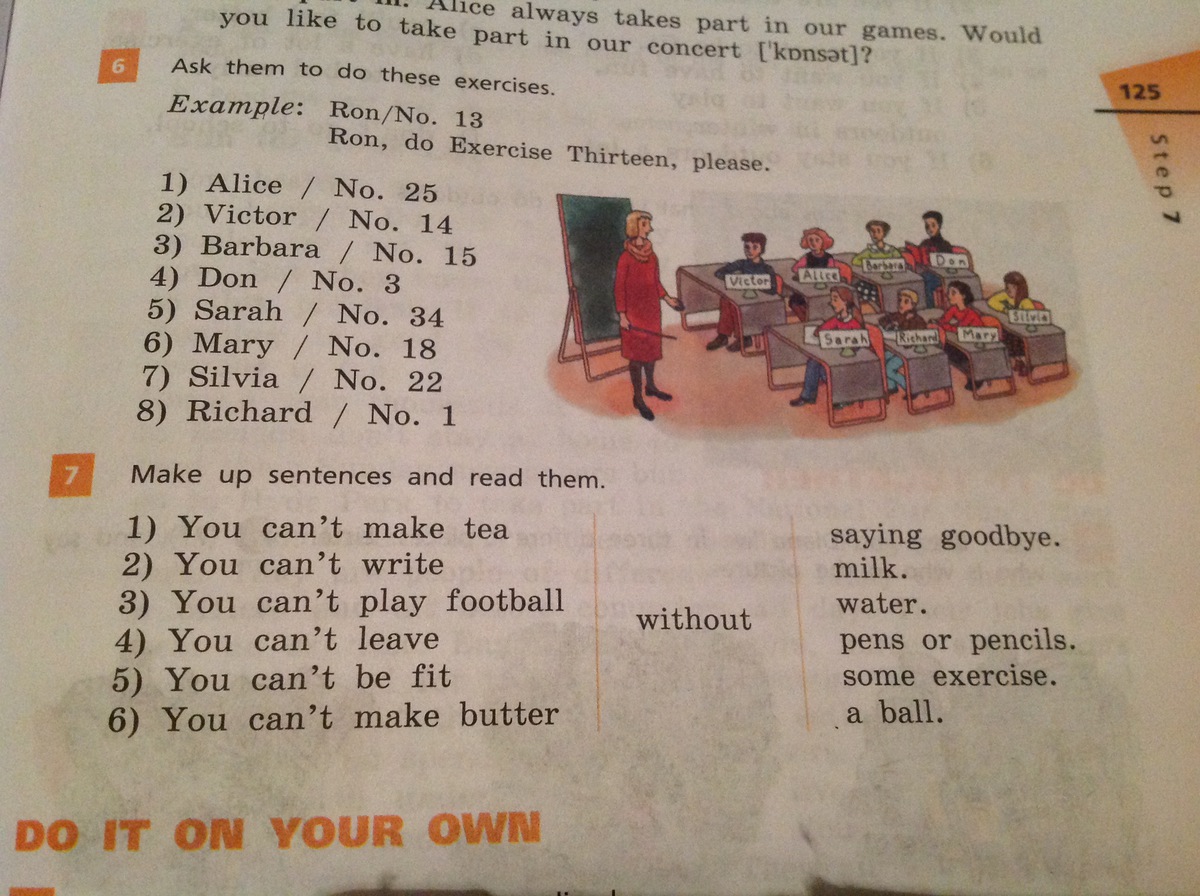 Alice always takes part in our games. Would
you like to take part in our concert ['kɒnsət]?
6 Ask them to do these exercises.
Example: Ron/No. 13
Ron, do Exercise Thirteen, please.
1) Alice / No. 25
2) Victor / No. 14
3) Barbara / No. 15
4) Don / No. 3
5) Sarah / No. 34
6) Mary / No. 18
7) Silvia / No. 22
8) Richard / No. 1
Victor
Alice
Barbara
Don
Sarah
Richard
Mary
Silvia
125
Step 7
7 Make up sentences and read them.
1) You can't make tea
2) You can't write
3) You can't play football
4) You can't leave
5) You can't be fit
6) You can't make butter
without
saying goodbye.
milk.
water.
pens or pencils.
some exercise.
a ball.
DO IT ON YOUR OWN